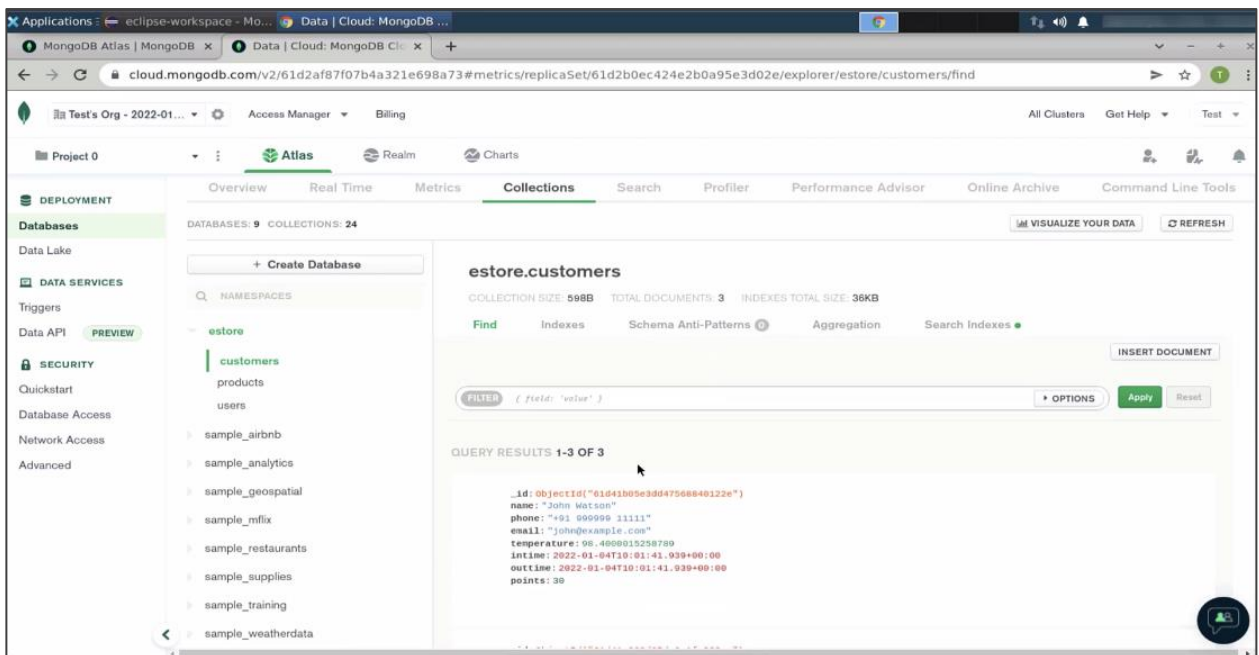 Applications : eclipse-workspace - Mo... Data | Cloud: MongoDB ...
MongoDB Atlas | MongoDB × Data | Cloud: MongoDB Clo × +
cloud.mongodb.com/v2/61d2af87f07b4a321e698a73#metrics/replicaSet/61d2b0ec424e2b0a95e3d02e/explorer/estore/customers/find
Test's Org - 2022-01... Access Manager Billing All Clusters Get Help Test
Project 0 Atlas Realm Charts
Overview Real Time Metrics Collections Search Profiler Performance Advisor Online Archive Command Line Tools
DEPLOYMENT
Databases
Data Lake
DATA SERVICES
Triggers
Data API PREVIEW
SECURITY
Quickstart
Database Access
Network Access
Advanced
DATABASES: 9 COLLECTIONS: 24
VISUALIZE YOUR DATA REFRESH
+ Create Database
NAMESPACES
estore
customers
products
users
sample_airbnb
sample_analytics
sample_geospatial
sample_mflix
sample_restaurants
sample_supplies
sample_training
sample_weatherdata
estore.customers
COLLECTION SIZE: 598B TOTAL DOCUMENTS: 3 INDEXES TOTAL SIZE: 36KB
Find Indexes Schema Anti-Patterns 0 Aggregation Search Indexes
INSERT DOCUMENT
FILTER { field: 'value' } OPTIONS Apply Reset
QUERY RESULTS 1-3 OF 3
_id: ObjectId("61d41b05e3dd47568840122e")
name: "John Watson"
phone: "+91 999999 11111"
email: "john@example.com"
temperature: 98.4000015258789
intime: 2022-01-04T10:01:41.939+00:00
outtime: 2022-01-04T10:01:41.939+00:00
points: 30